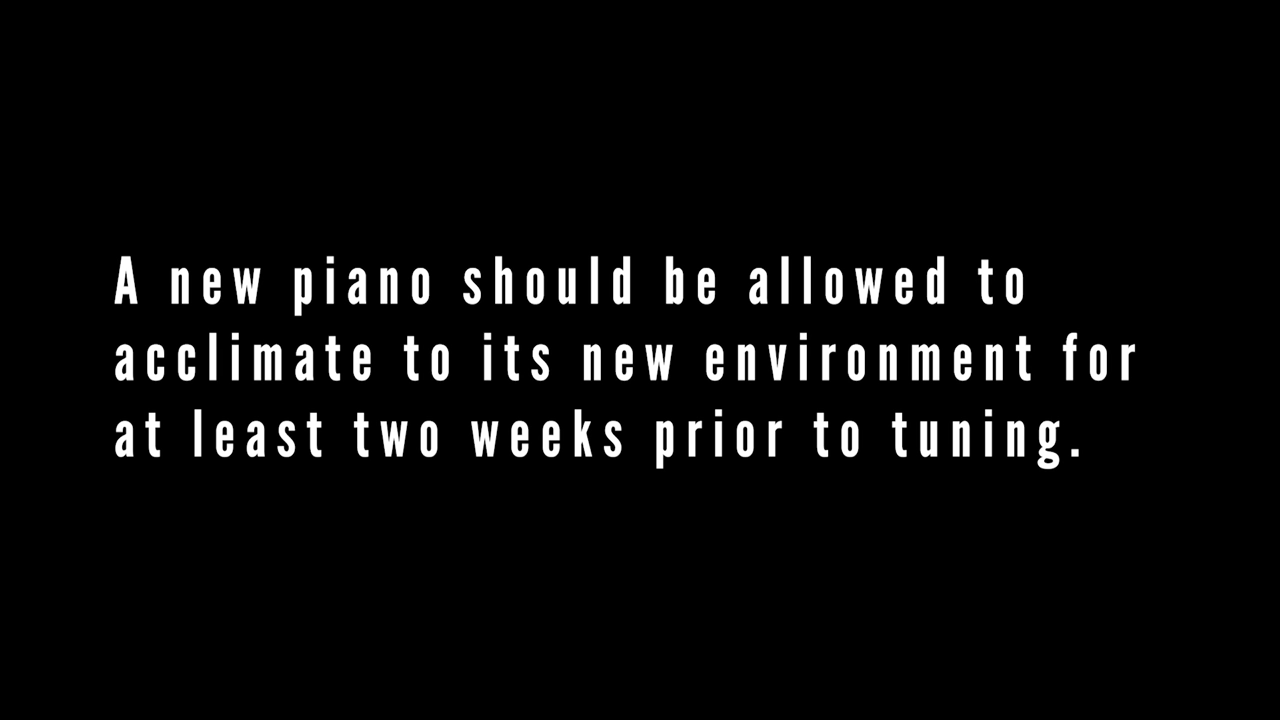 A new piano should be allowed to
acclimate to its new environment for
at least two weeks prior to tuning.